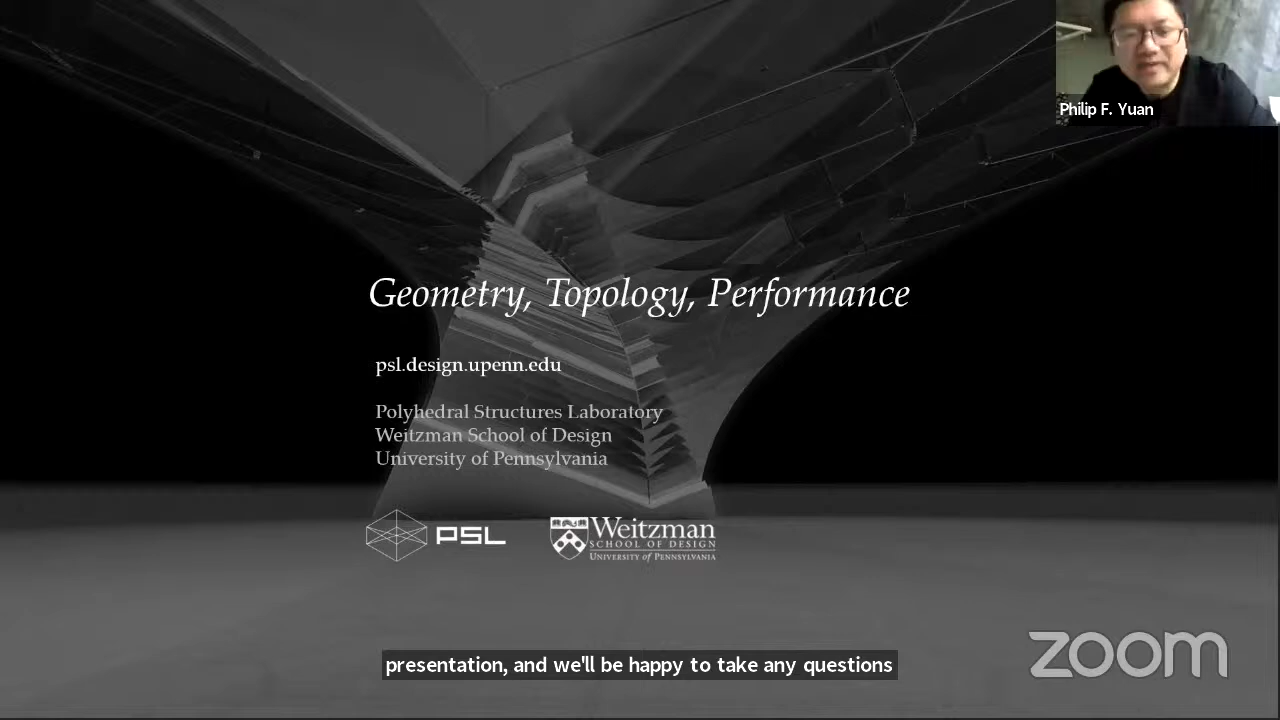 Philip F. Yuan
Geometry, Topology, Performance
psl.design.upenn.edu
Polyhedral Structures Laboratory
Weitzman School of Design
University of Pennsylvania
PSL
Weitzman
SCHOOL OF DESIGN
UNIVERSITY OF PENNSYLVANIA
presentation, and we'll be happy to take any questions
zoom